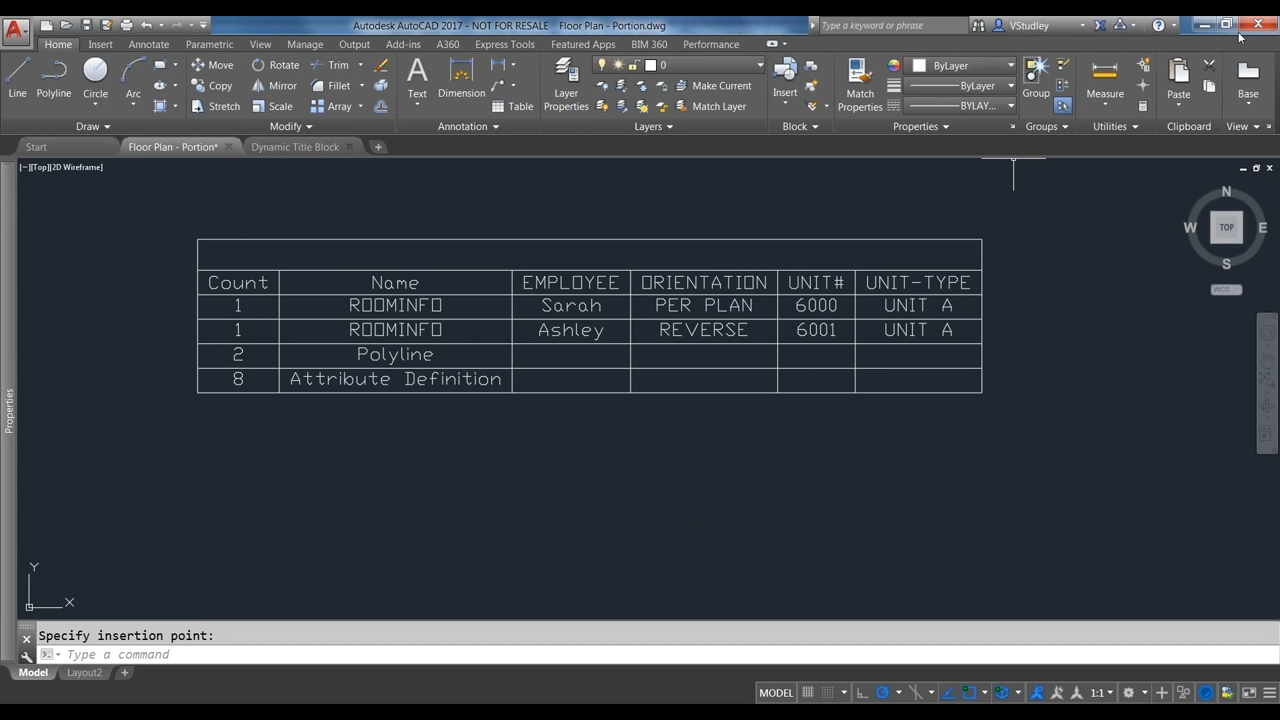 Autodesk AutoCAD 2017 - NOT FOR RESALE - Floor Plan - Portion.dwg
Type a keyword or phrase
VStudley
Home Insert Annotate Parametric View Manage Output Add-ins A360 Express Tools Featured Apps BIM 360 Performance
Line
Polyline
Circle
Arc
Draw
Move
Rotate
Trim
Copy
Mirror
Fillet
Stretch
Scale
Array
Modify
Text
Dimension
Table
Annotation
Layer
Properties
0
Make Current
Match Layer
Layers
Insert
Block
Match
Properties
ByLayer
ByLayer
BYLAY...
Properties
Group
Groups
Measure
Utilities
Paste
Clipboard
Base
View
Start
Floor Plan - Portion*
Dynamic Title Block
[−][Top][2D Wireframe]
N
W
TOP
E
S
WCS
Properties
Count Name EMPLOYEE ORIENTATION UNIT# UNIT-TYPE
1 ROOMINFO Sarah PER PLAN 6000 UNIT A
1 ROOMINFO Ashley REVERSE 6001 UNIT A
2 Polyline
8 Attribute Definition
Y
X
Specify insertion point:
Type a command
Model Layout2
MODEL
1:1